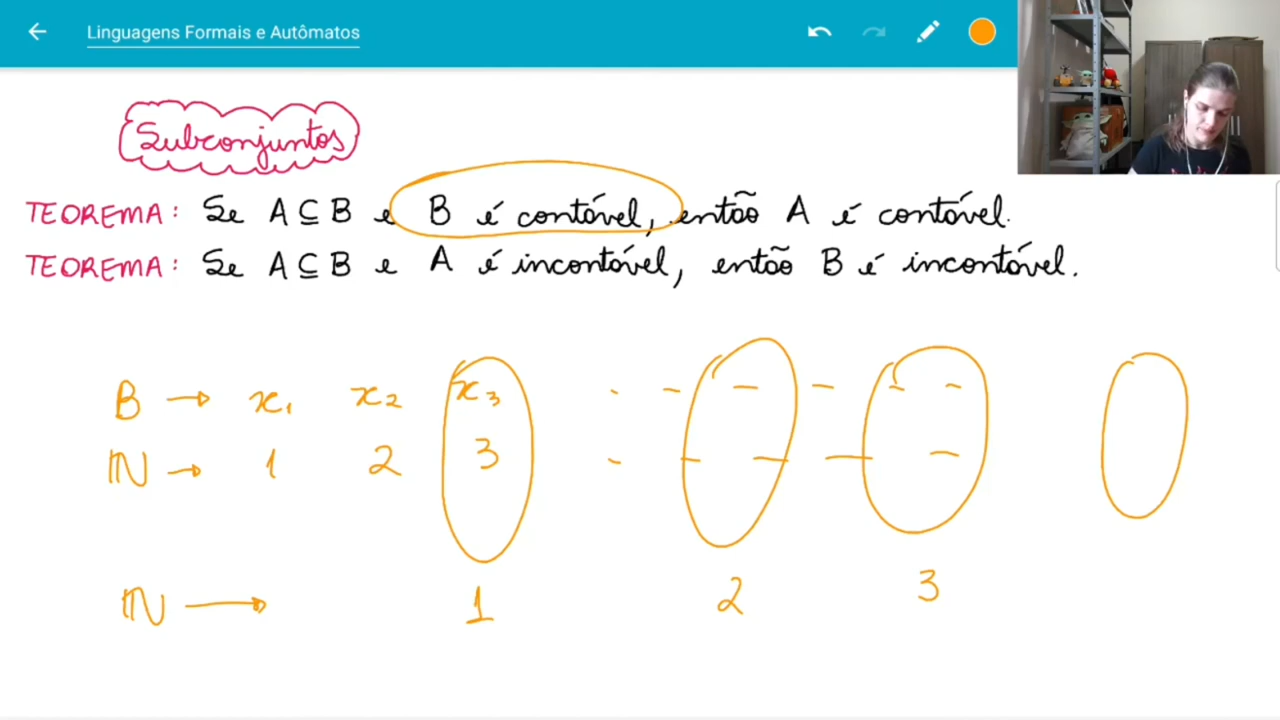 Linguagens Formais e Autômatos
Subconjuntos
TEOREMA: Se A ⊆ B e B é contável, então A é contável.
TEOREMA: Se A ⊆ B e A é incontável, então B é incontável.
B → x₁ x₂ x₃ . - - - - -
ℕ → 1 2 3 . - - - -
ℕ → 1 2 3